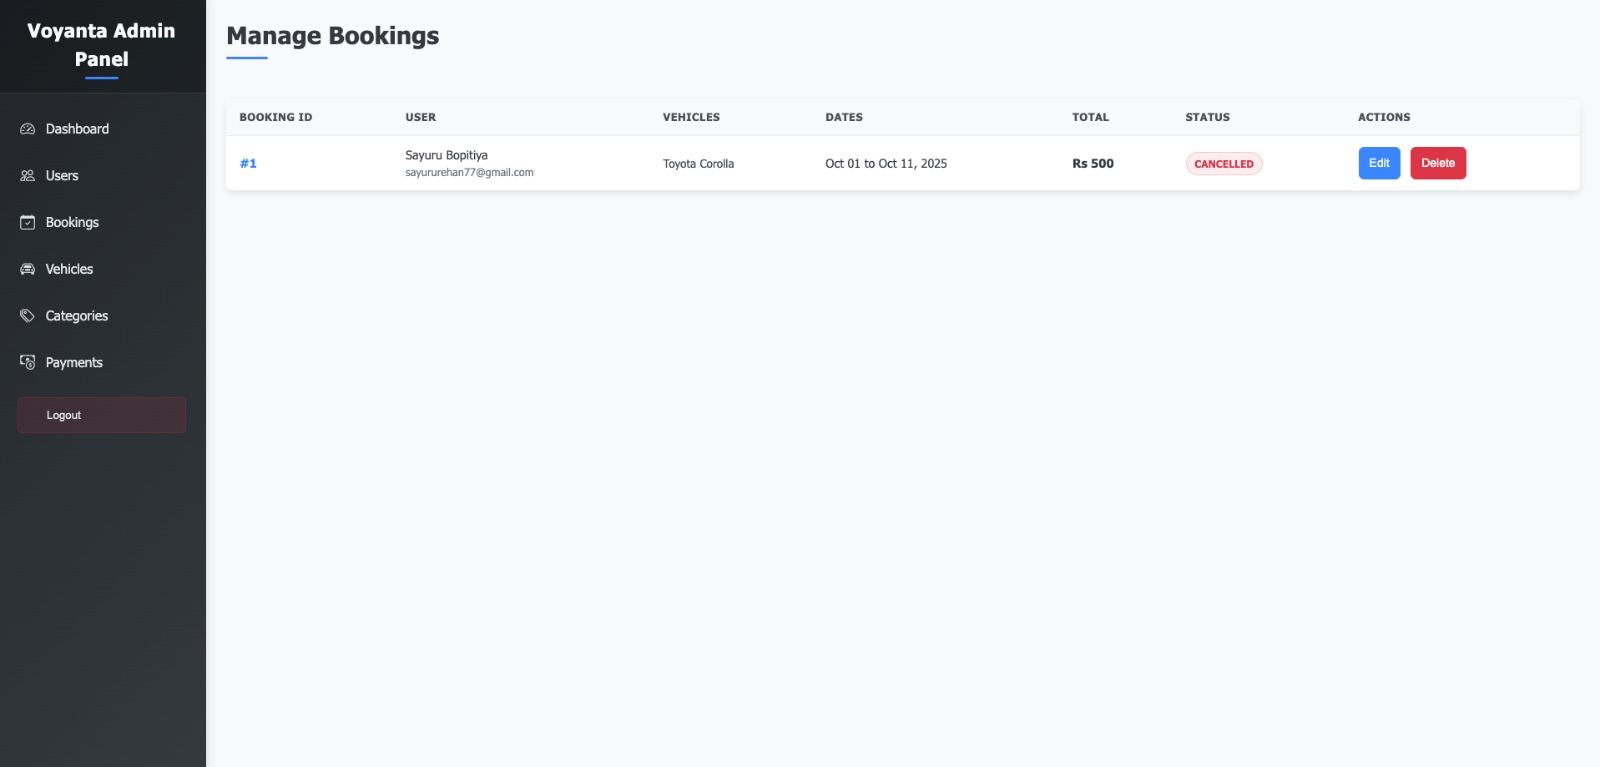 Voyanta Admin
Panel
Dashboard
Users
Bookings
Vehicles
Categories
Payments
Logout
Manage Bookings
BOOKING ID USER VEHICLES DATES TOTAL STATUS ACTIONS
#1 Sayuru Bopitiya Toyota Corolla Oct 01 to Oct 11, 2025 Rs 500 CANCELLED Edit Delete
sayururehan77@gmail.com